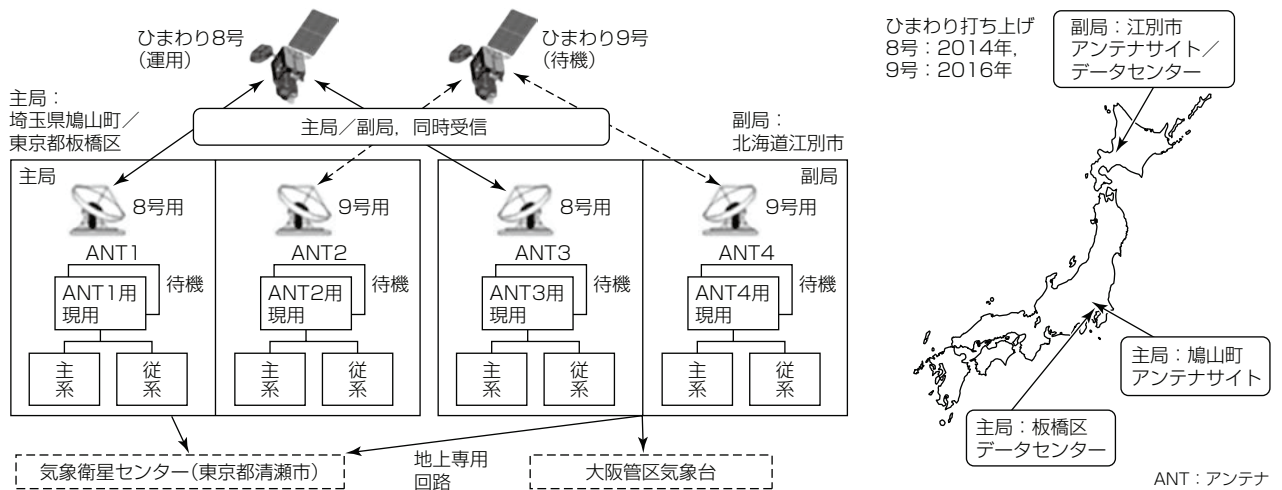 ひまわり8号
(運用)
ひまわり9号
(待機)
主局:
埼玉県鳩山町/
東京都板橋区
主局/副局,同時受信
副局:
北海道江別市
主局
副局
8号用
9号用
8号用
9号用
ANT1
ANT2
ANT3
ANT4
待機
待機
待機
待機
ANT1用
現用
ANT2用
現用
ANT3用
現用
ANT4用
現用
主系
従系
主系
従系
主系
従系
主系
従系
気象衛星センター(東京都清瀬市)
地上専用
回路
大阪管区気象台
ひまわり打ち上げ
8号:2014年,
9号:2016年
副局:江別市
アンテナサイト/
データセンター
主局:鳩山町
アンテナサイト
主局:板橋区
データセンター
ANT:アンテナ